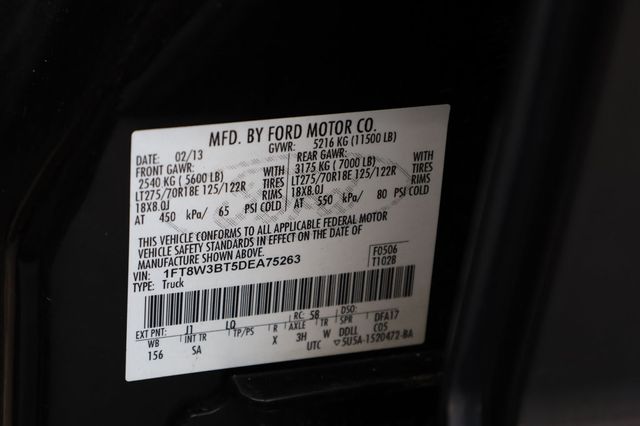 MFD. BY FORD MOTOR CO.
DATE: 02/13 GVWR: 5216 KG (11500 LB)
FRONT GAWR: REAR GAWR:
2540 KG (5600 LB) WITH 3175 KG (7000 LB) WITH
LT275/70R18E 125/122R TIRES LT275/70R18E 125/122R TIRES
18X8.0J RIMS 18X8.0J RIMS
AT 450 kPa/ 65 PSI COLD AT 550 kPa/ 80 PSI COLD
THIS VEHICLE CONFORMS TO ALL APPLICABLE FEDERAL MOTOR
VEHICLE SAFETY STANDARDS IN EFFECT ON THE DATE OF
MANUFACTURE SHOWN ABOVE.
VIN: 1FT8W3BT5DEA75263 F0506
TYPE: Truck T102B
EXT PNT: J1 LQ RC: 58 DSO:
WB INT TR TP/PS R AXLE TR SPR DFA17
156 SA X 3H W DDLL C05
UTC ▽5U5A-1520472-BA